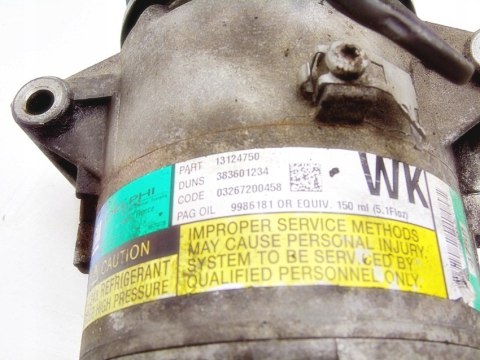 PART 13124750
DUNS 383601234
CODE 03267200458
WK
PAG OIL 9986181 OR EQUIV. 150 ml (5.1Floz)
CAUTION
REFRIGERANT
HIGH PRESSURE
IMPROPER SERVICE METHODS
MAY CAUSE PERSONAL INJURY.
SYSTEM TO BE SERVICED BY
QUALIFIED PERSONNEL ONLY.